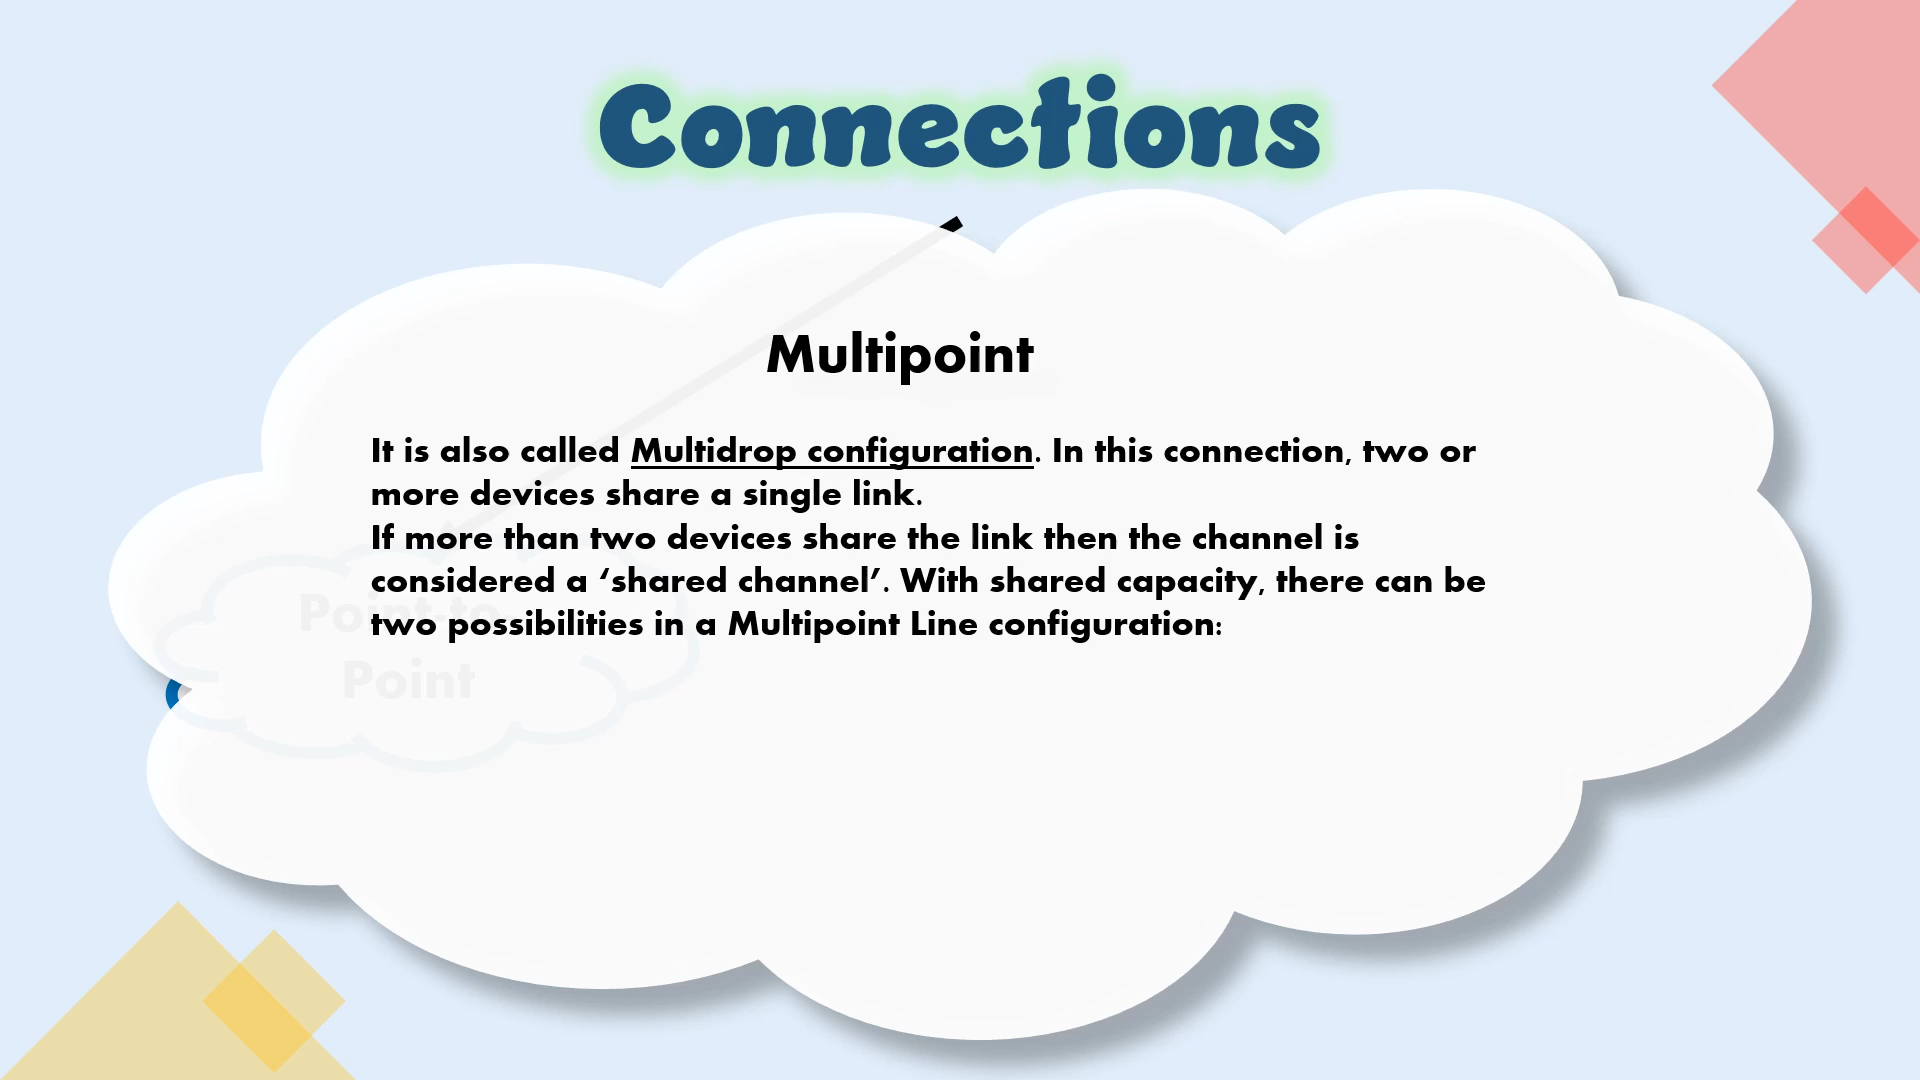 Connections
Multipoint
It is also called Multidrop configuration. In this connection, two or
more devices share a single link.
If more than two devices share the link then the channel is
considered a ‘shared channel’. With shared capacity, there can be
two possibilities in a Multipoint Line configuration:
Point-to-
Point